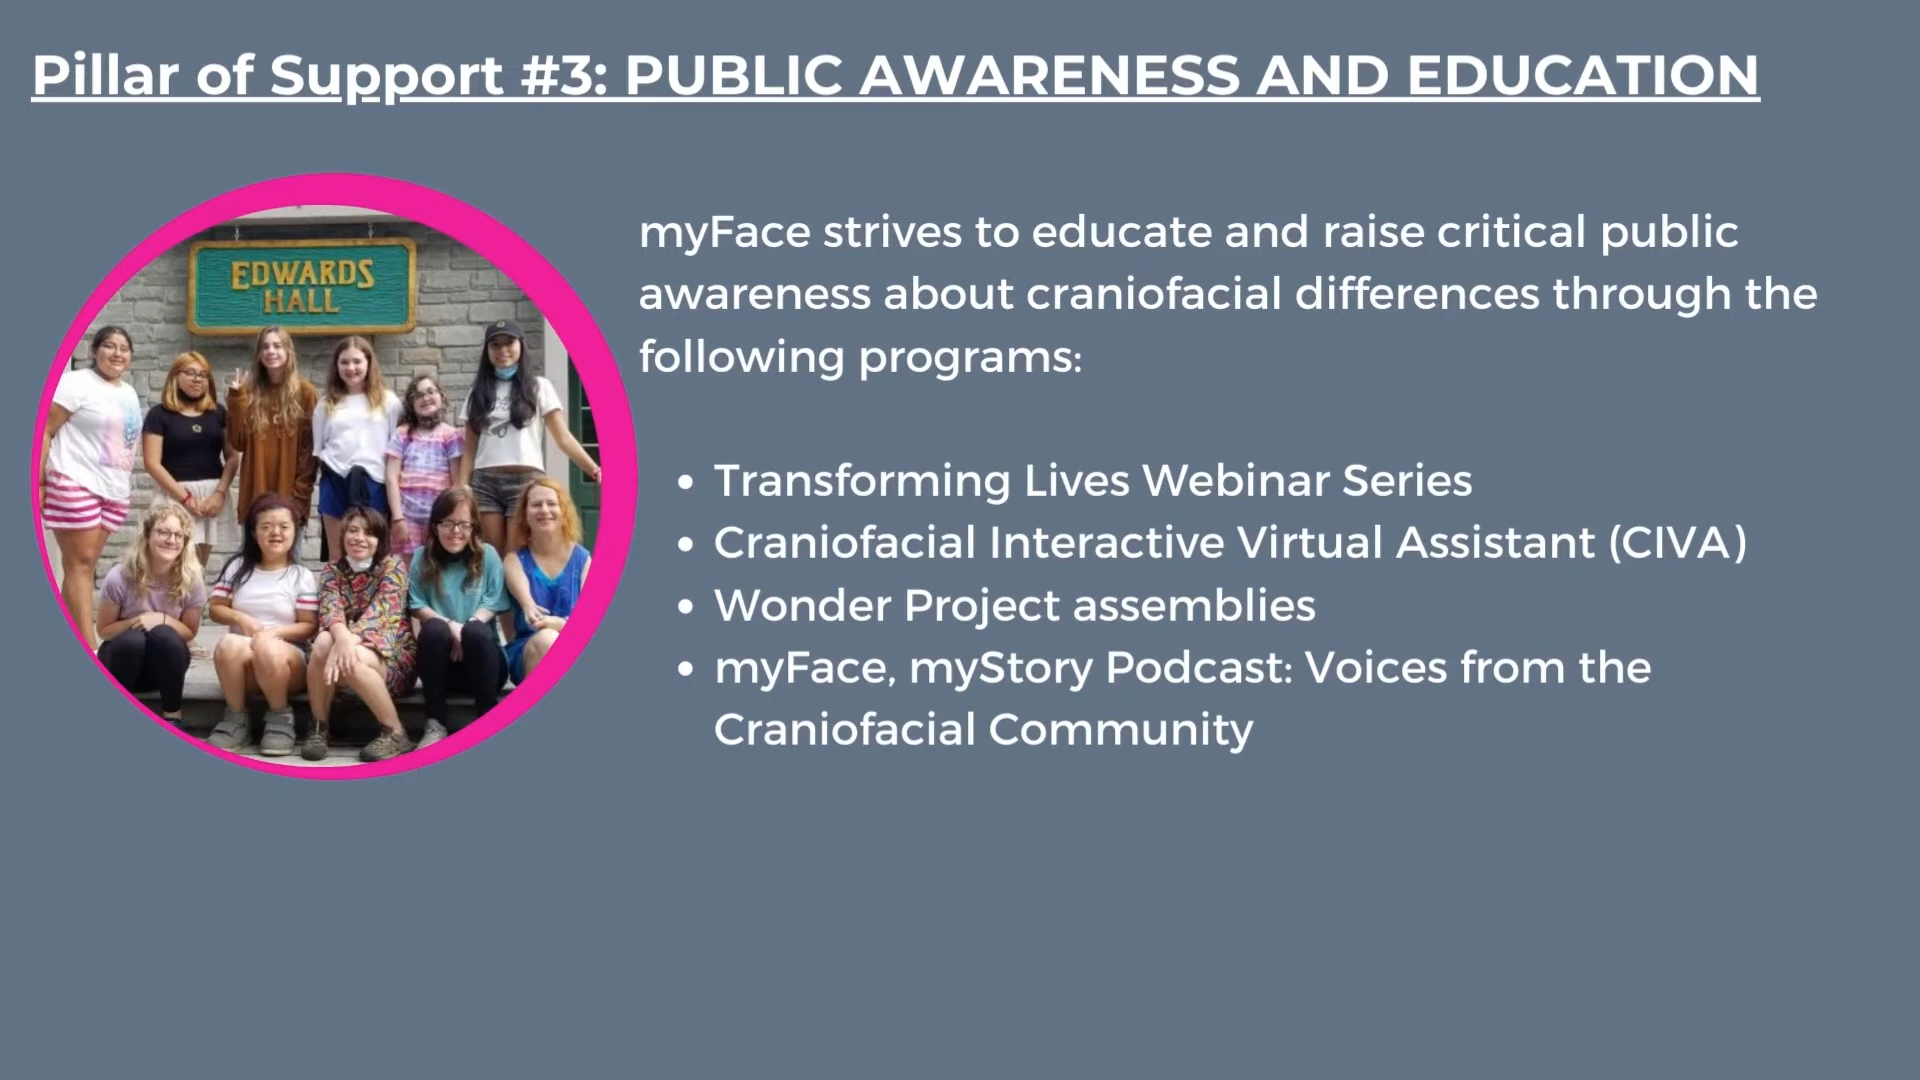 Pillar of Support #3: PUBLIC AWARENESS AND EDUCATION
EDWARDS
HALL
myFace strives to educate and raise critical public
awareness about craniofacial differences through the
following programs:
• Transforming Lives Webinar Series
• Craniofacial Interactive Virtual Assistant (CIVA)
• Wonder Project assemblies
• myFace, myStory Podcast: Voices from the
Craniofacial Community